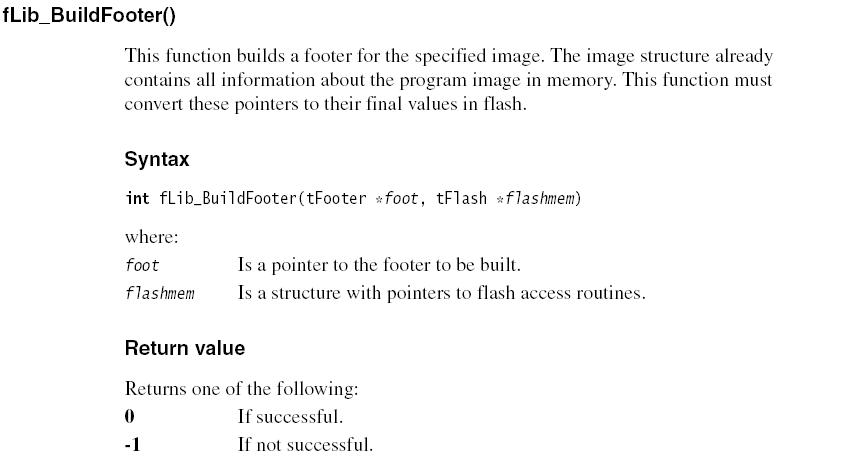 fLib_BuildFooter()
This function builds a footer for the specified image. The image structure already
contains all information about the program image in memory. This function must
convert these pointers to their final values in flash.
Syntax
int fLib_BuildFooter(tFooter *foot, tFlash *flashmem)
where:
foot Is a pointer to the footer to be built.
flashmem Is a structure with pointers to flash access routines.
Return value
Returns one of the following:
0 If successful.
-1 If not successful.